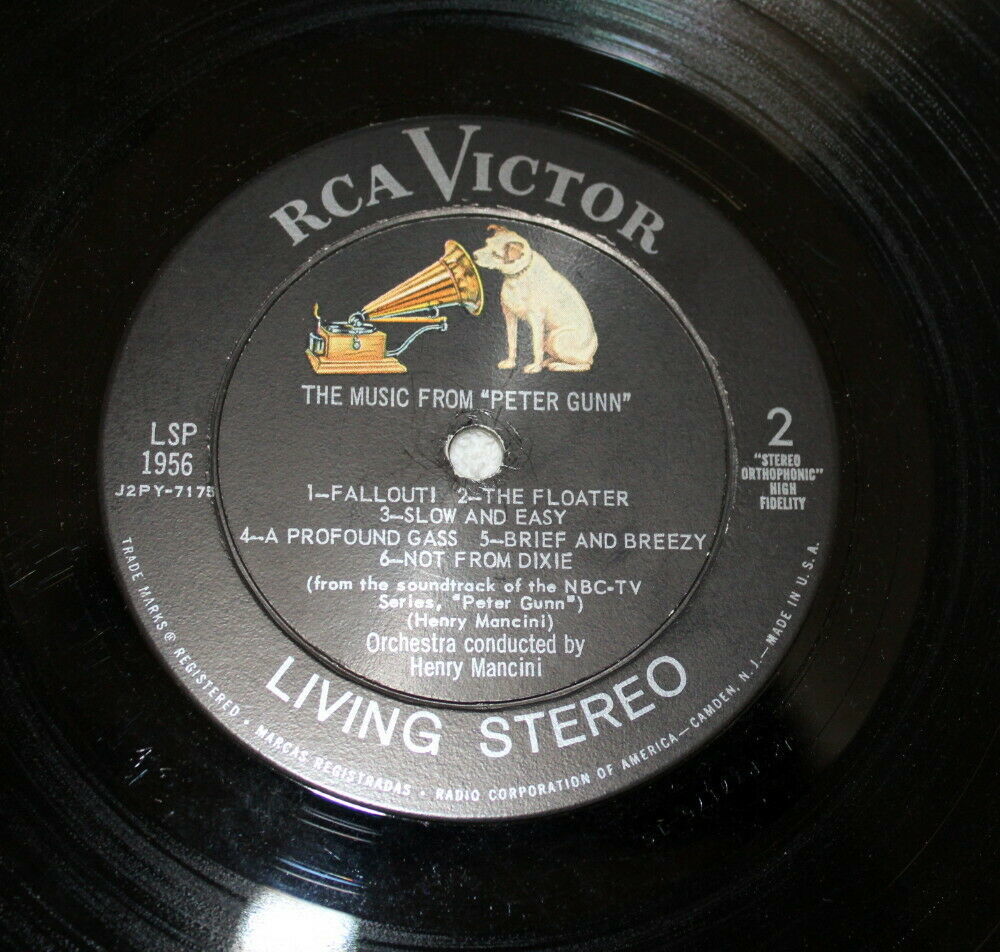 RCA VICTOR
THE MUSIC FROM "PETER GUNN"
LSP
1956
J2PY-7175
2
"STEREO
ORTHOPHONIC"
HIGH
FIDELITY
1—FALLOUT! 2—THE FLOATER
3—SLOW AND EASY
4—A PROFOUND GASS 5—BRIEF AND BREEZY
6—NOT FROM DIXIE
(from the soundtrack of the NBC-TV
Series, "Peter Gunn")
(Henry Mancini)
Orchestra conducted by
Henry Mancini
LIVING STEREO
TRADE MARKS ® REGISTERED • MARCAS REGISTRADAS • RADIO CORPORATION OF AMERICA—CAMDEN, N. J.—MADE IN U.S.A.